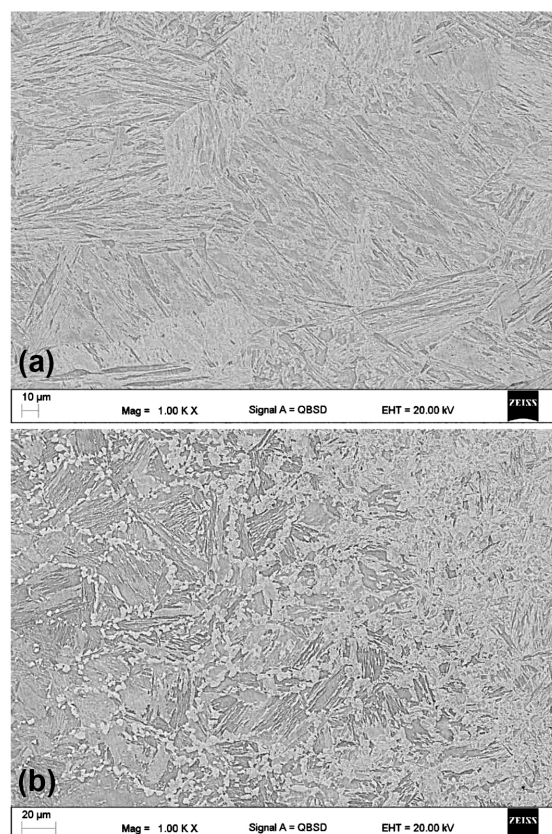 (a)
10 µm
Mag = 1.00 K X Signal A = QBSD EHT = 20.00 kV
ZEISS
(b)
20 µm
Mag = 1.00 K X Signal A = QBSD EHT = 20.00 kV
ZEISS